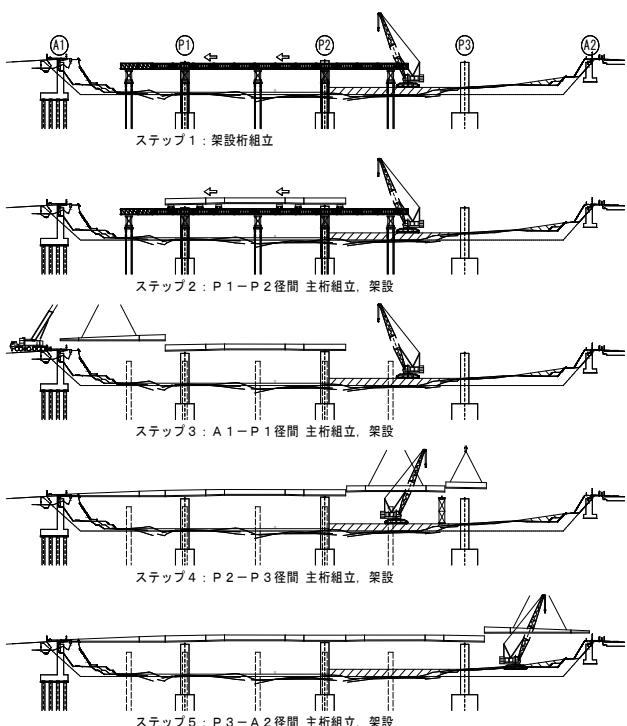 A1 P1 P2 P3 A2
ステップ1：架設桁組立
ステップ2：P1－P2径間 主桁組立，架設
ステップ3：A1－P1径間 主桁組立，架設
ステップ4：P2－P3径間 主桁組立，架設
ステップ5：P3－A2径間 主桁組立，架設